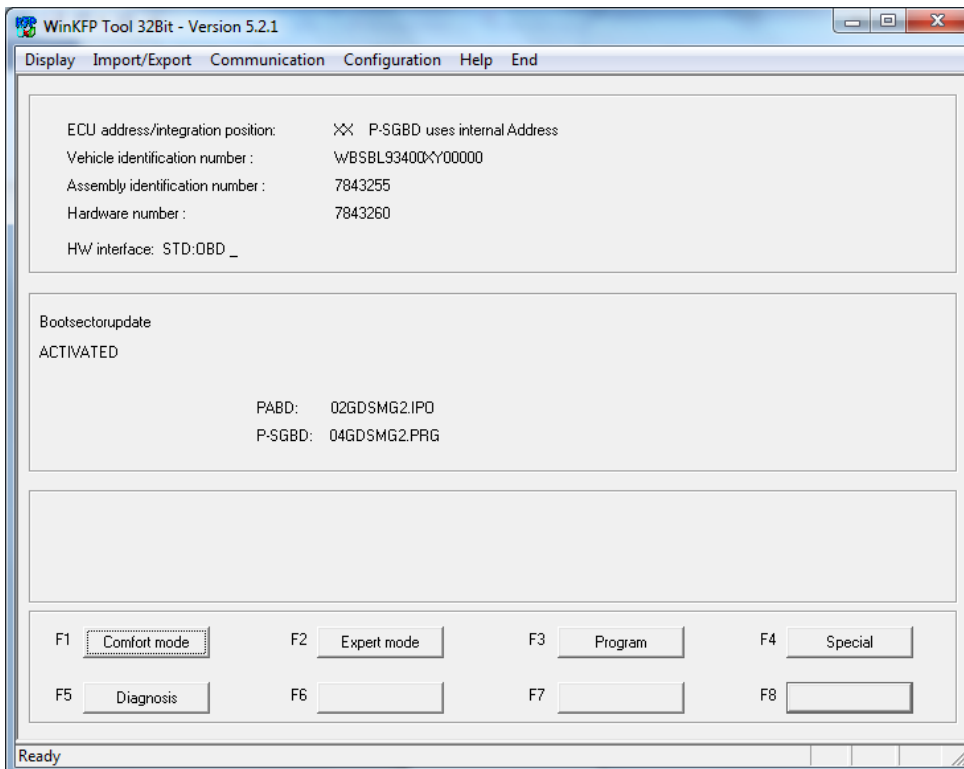 WinKFP Tool 32Bit - Version 5.2.1
Display Import/Export Communication Configuration Help End
ECU address/integration position: XX P-SGBD uses internal Address
Vehicle identification number : WBSBL93400XY00000
Assembly identification number : 7843255
Hardware number : 7843260
HW interface: STD:OBD _
Bootsectorupdate
ACTIVATED
PABD: 02GDSMG2.IPO
P-SGBD: 04GDSMG2.PRG
F1 Comfort mode F2 Expert mode F3 Program F4 Special
F5 Diagnosis F6 F7 F8
Ready